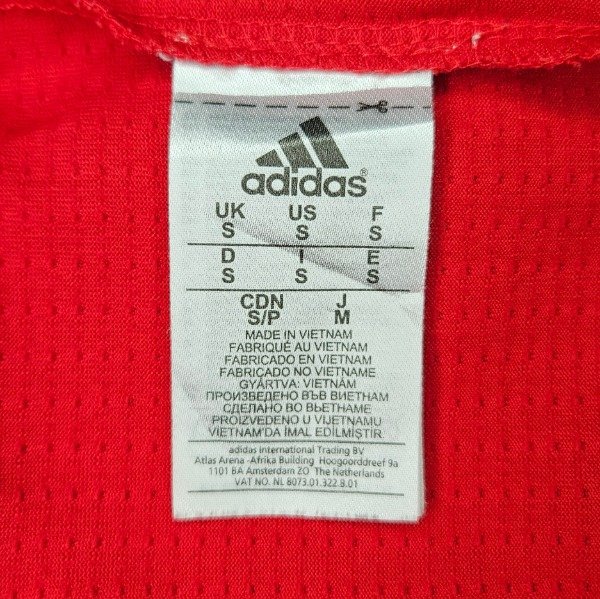 adidas®
UK US F
S S S
D I E
S S S
CDN J
S/P M
MADE IN VIETNAM
FABRIQUÉ AU VIETNAM
FABRICADO EN VIETNAM
FABRICADO NO VIETNAME
GYÁRTVA: VIETNÁM
ПРОИЗВЕДЕНО ВЪВ ВИЕТНАМ
СДЕЛАНО ВО ВЬЕТНАМЕ
PROIZVEDENO U VIJETNAMU
VIETNAM'DA İMAL EDİLMİŞTİR
adidas International Trading BV
Atlas Arena -Afrika Building Hoogoorddreef 9a
1101 BA Amsterdam ZO The Netherlands
VAT NO. NL 8073.01.322.B.01